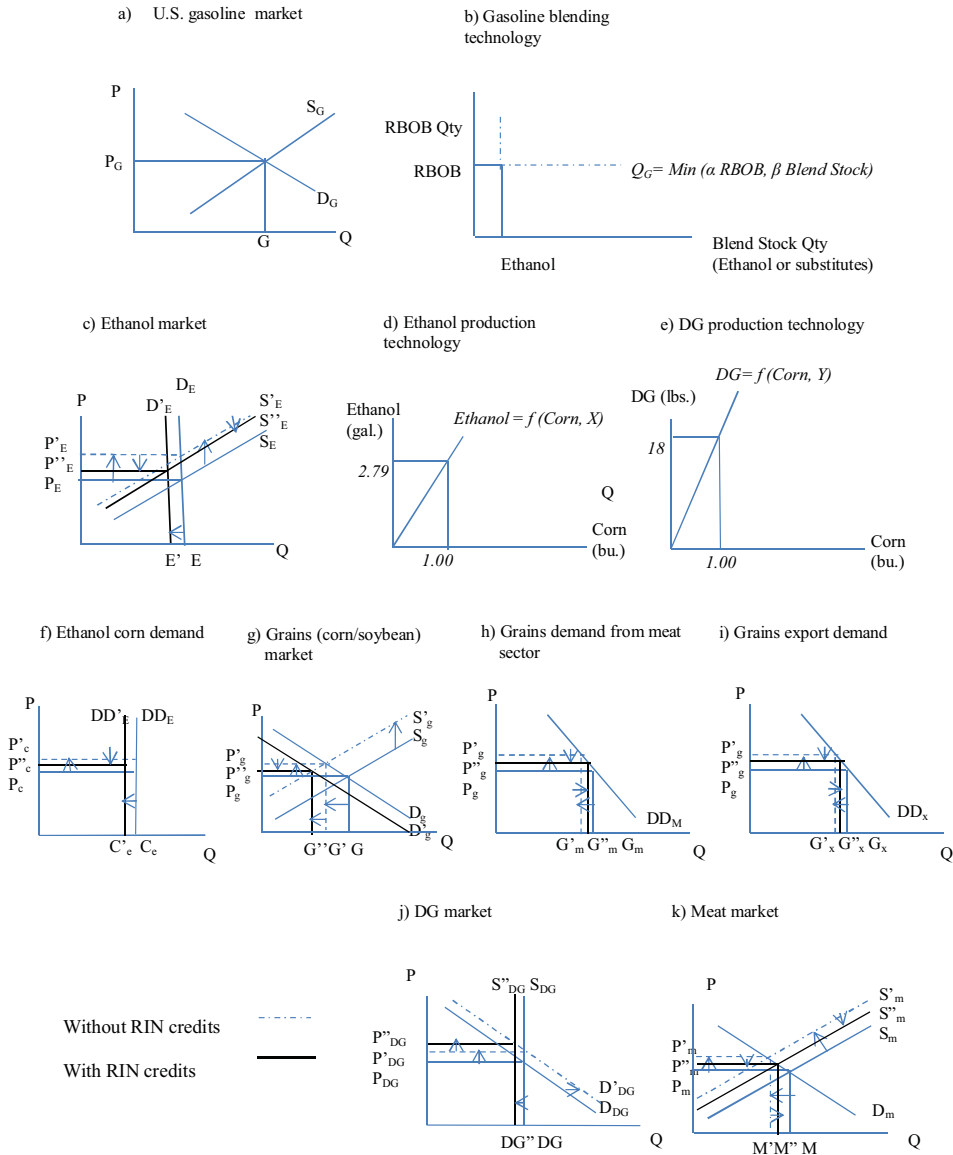 a) U.S. gasoline market
b) Gasoline blending
technology
P
S_G
P_G
D_G
G
Q
RBOB Qty
RBOB
Q_G= Min (α RBOB, β Blend Stock)
Ethanol
Blend Stock Qty
(Ethanol or substitutes)
c) Ethanol market
d) Ethanol production
technology
e) DG production technology
P
D'_E
D_E
S'_E
S''_E
S_E
P'_E
P''_E
P_E
E' E
Q
Ethanol
(gal.)
Ethanol = f (Corn, X)
2.79
Q
Corn
(bu.)
1.00
DG= f (Corn, Y)
DG (lbs.)
18
Corn
(bu.)
1.00
f) Ethanol corn demand
g) Grains (corn/soybean)
market
h) Grains demand from meat
sector
i) Grains export demand
P
DD'_E DD_E
P'_c
P"_c
P_c
C'_e C_e
Q
P
S'_g
S_g
P'_g
P''_g
P_g
D_g
D'_g
G'' G' G
Q
P
P'_g
P"_g
P_g
DD_M
G'_m G"_m G_m
Q
P
P'_g
P"_g
P_g
DD_x
G'_x G"_x G_x
Q
j) DG market
k) Meat market
P
S"_DG S_DG
P"_DG
P'_DG
P_DG
D'_DG
D_DG
DG" DG
Q
P
S'_m
S"_m
S_m
P'_m
P"_m
P_m
D_m
M' M" M
Q
Without RIN credits
With RIN credits